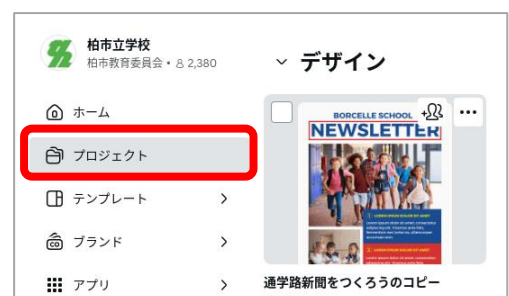 柏市立学校
柏市教育委員会・ 2,380
ホーム
プロジェクト
テンプレート
ブランド
アプリ
デザイン
BORCELLE SCHOOL
NEWSLETTER
通学路新聞をつくろうのコピー